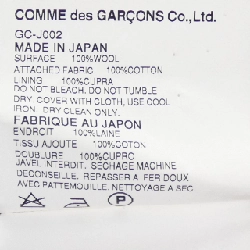 COMME des GARÇONS Co.,Ltd.
GC-J002
MADE IN JAPAN
SURFACE 100%WOOL
ATTACHED FABRIC 100%COTTON
LINING 100%CUPRA
DO NOT BLEACH. DO NOT TUMBLE
DRY. COVER WITH CLOTH, USE COOL
IRON. DRY CLEAN ONLY.
FABRIQUE AU JAPON
ENDROIT 100%LAINE
TISSU AJOUTE 100%COTON
DOUBLURE 100%CUPRO
JAVEL INTERDIT. SECHAGE MACHINE
DECONSEILLE. REPASSER A FER DOUX
AVEC PATTEMOUILLE. NETTOYAGE A SEC
P